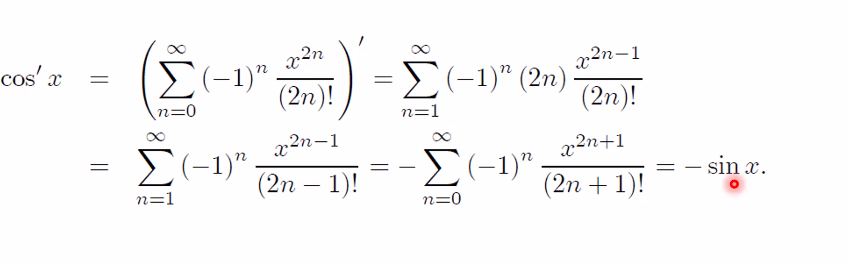 cos′ x = (∑_{n=0}^{∞} (−1)^n x^{2n}/(2n)!)′ = ∑_{n=1}^{∞} (−1)^n (2n) x^{2n−1}/(2n)!
= ∑_{n=1}^{∞} (−1)^n x^{2n−1}/(2n − 1)! = − ∑_{n=0}^{∞} (−1)^n x^{2n+1}/(2n + 1)! = − sin x.